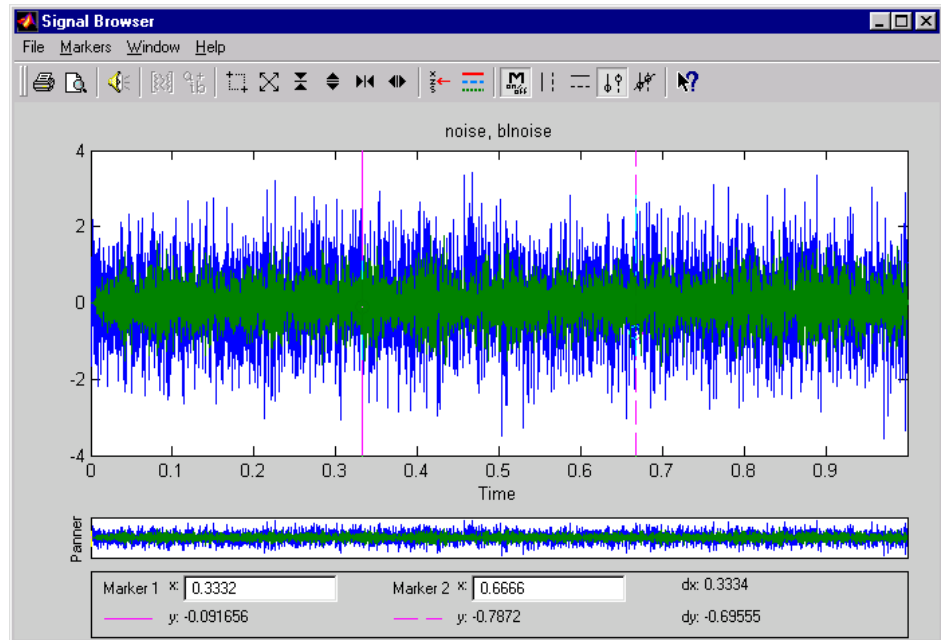 Signal Browser
File Markers Window Help
M
on/off
noise, blnoise
4
2
0
-2
-4
0 0.1 0.2 0.3 0.4 0.5 0.6 0.7 0.8 0.9
Time
Panner
Marker 1 x: 0.3332 Marker 2 x: 0.6666 dx: 0.3334
y: -0.091656 y: -0.7872 dy: -0.69555